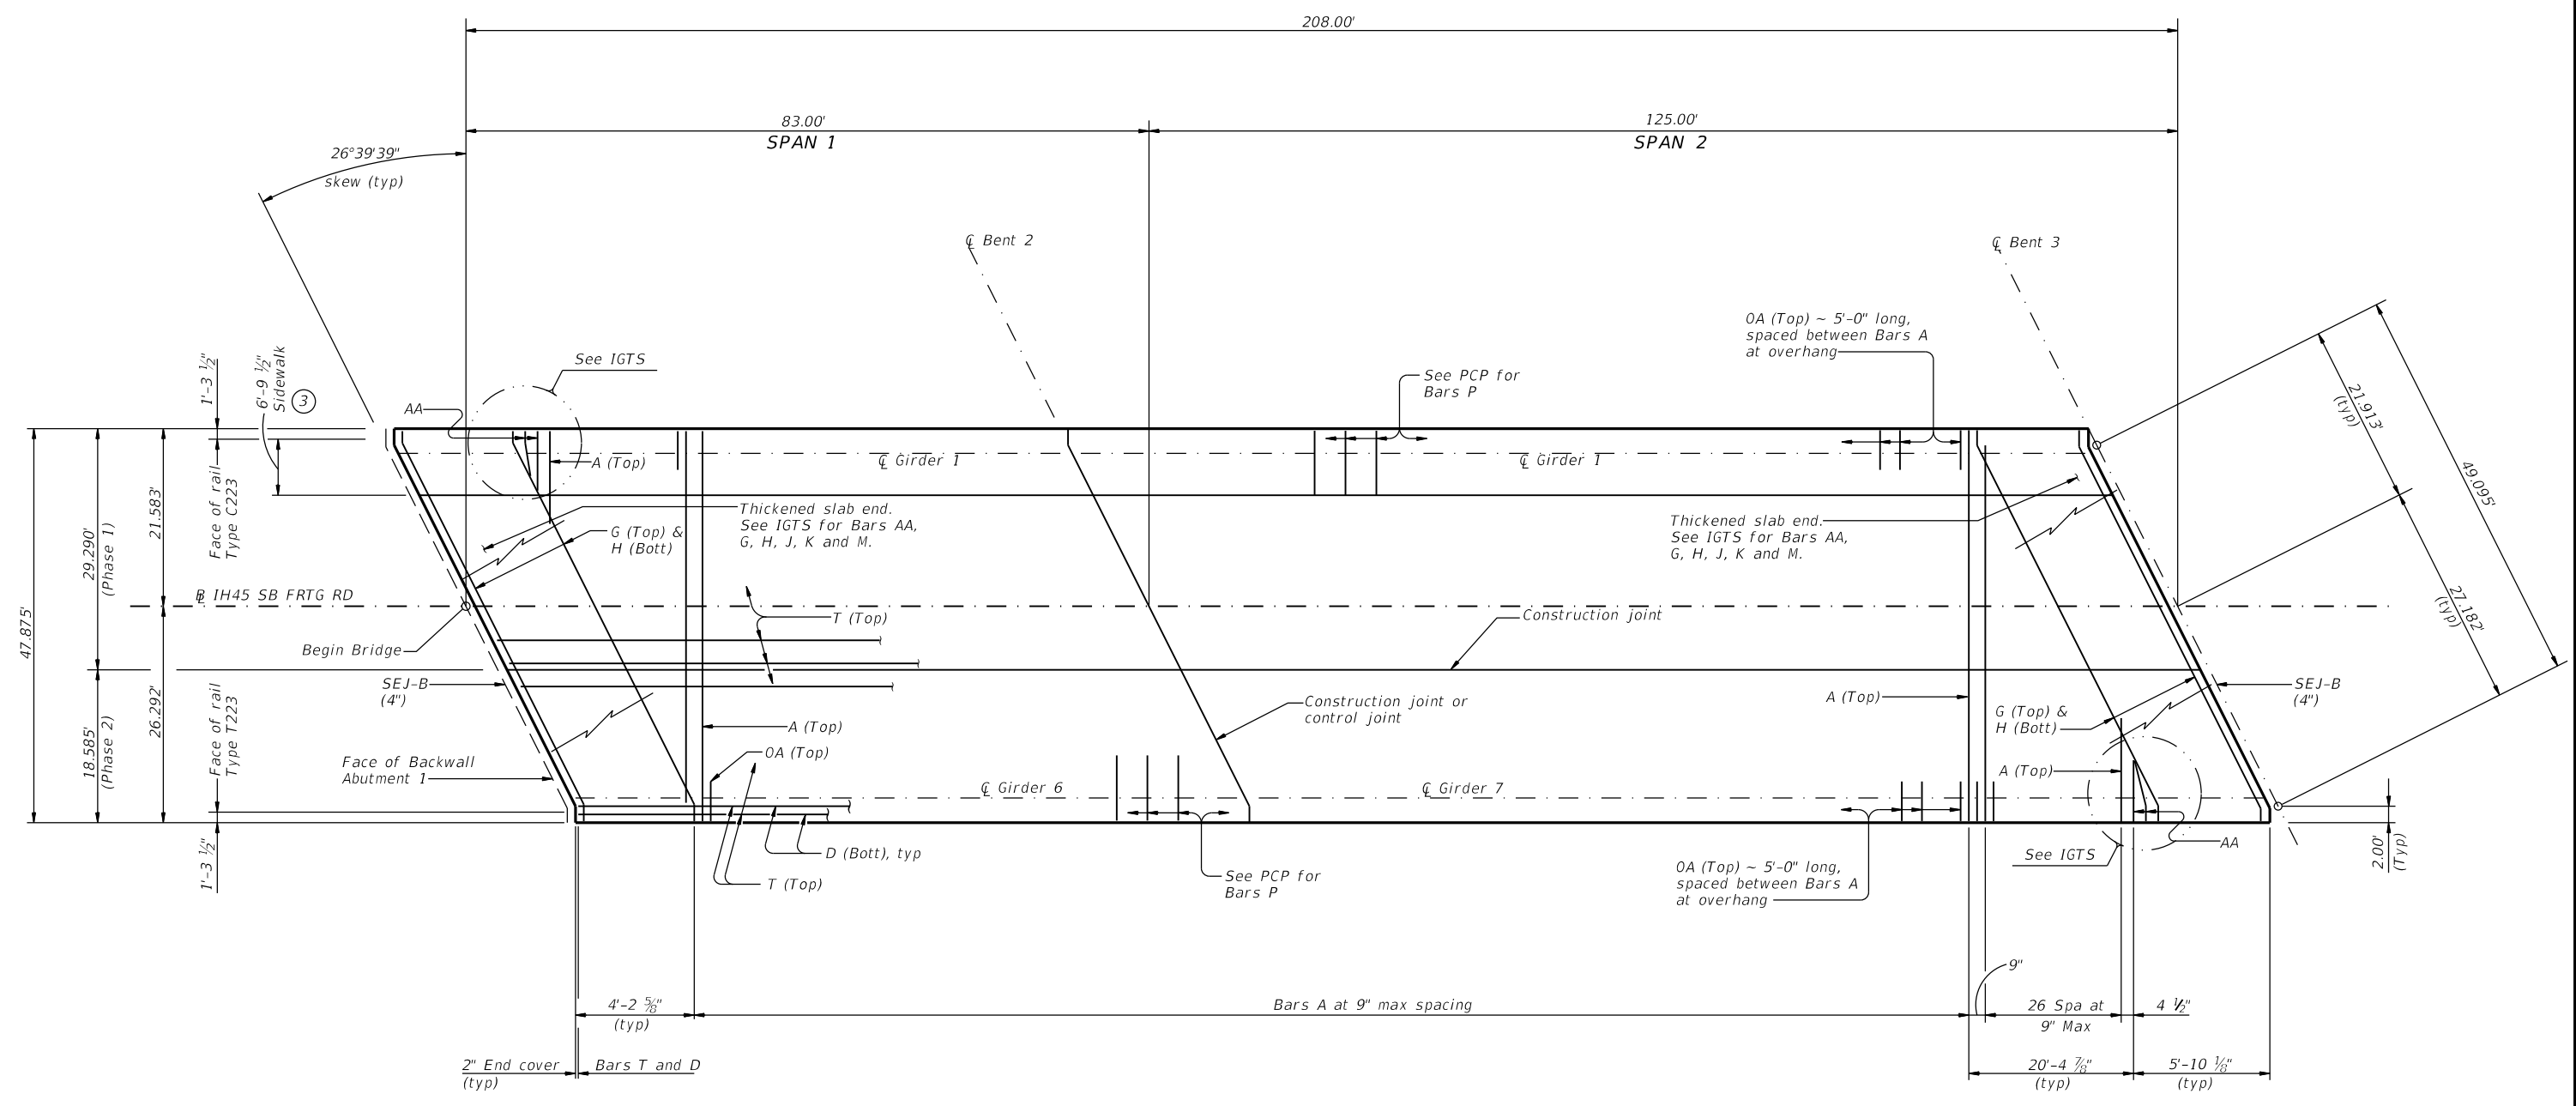 208.00'
83.00'
SPAN 1
125.00'
SPAN 2
26°39'39"
skew (typ)
℄ Bent 2
℄ Bent 3
0A (Top) ~ 5'-0" long,
spaced between Bars A
at overhang
See IGTS
See PCP for
Bars P
1'-3 ½"
6'-9 ½"
Sidewalk
3
AA
A (Top)
℄ Girder 1
℄ Girder 1
21.913'
(typ)
49.095'
27.182'
(typ)
Face of rail
Type C223
21.583'
29.290'
(Phase 1)
47.875'
Thickened slab end.
See IGTS for Bars AA,
G, H, J, K and M.
G (Top) &
H (Bott)
Thickened slab end.
See IGTS for Bars AA,
G, H, J, K and M.
IH45 SB FRTG RD
T (Top)
Construction joint
Begin Bridge
SEJ-B
(4")
SEJ-B
(4")
Construction joint or
control joint
A (Top)
A (Top)
G (Top) &
H (Bott)
26.292'
18.585'
(Phase 2)
Face of rail
Type T223
0A (Top)
Face of Backwall
Abutment 1
A (Top)
℄ Girder 6
℄ Girder 7
1'-3 ½"
D (Bott), typ
T (Top)
See PCP for
Bars P
0A (Top) ~ 5'-0" long,
spaced between Bars A
at overhang
See IGTS
AA
2.00'
(Typ)
9"
4'-2 ⅝"
(typ)
Bars A at 9" max spacing
26 Spa at
9" Max
4 ½"
2" End cover
(typ)
Bars T and D
20'-4 ⅞"
(typ)
5'-10 ⅛"
(typ)